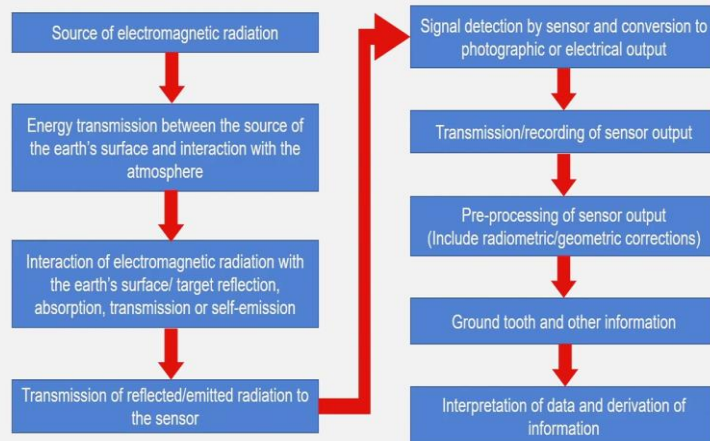 Source of electromagnetic radiation
Energy transmission between the source of
the earth's surface and interaction with the
atmosphere
Interaction of electromagnetic radiation with
the earth's surface/ target reflection,
absorption, transmission or self-emission
Transmission of reflected/emitted radiation to
the sensor
Signal detection by sensor and conversion to
photographic or electrical output
Transmission/recording of sensor output
Pre-processing of sensor output
(Include radiometric/geometric corrections)
Ground tooth and other information
Interpretation of data and derivation of
information